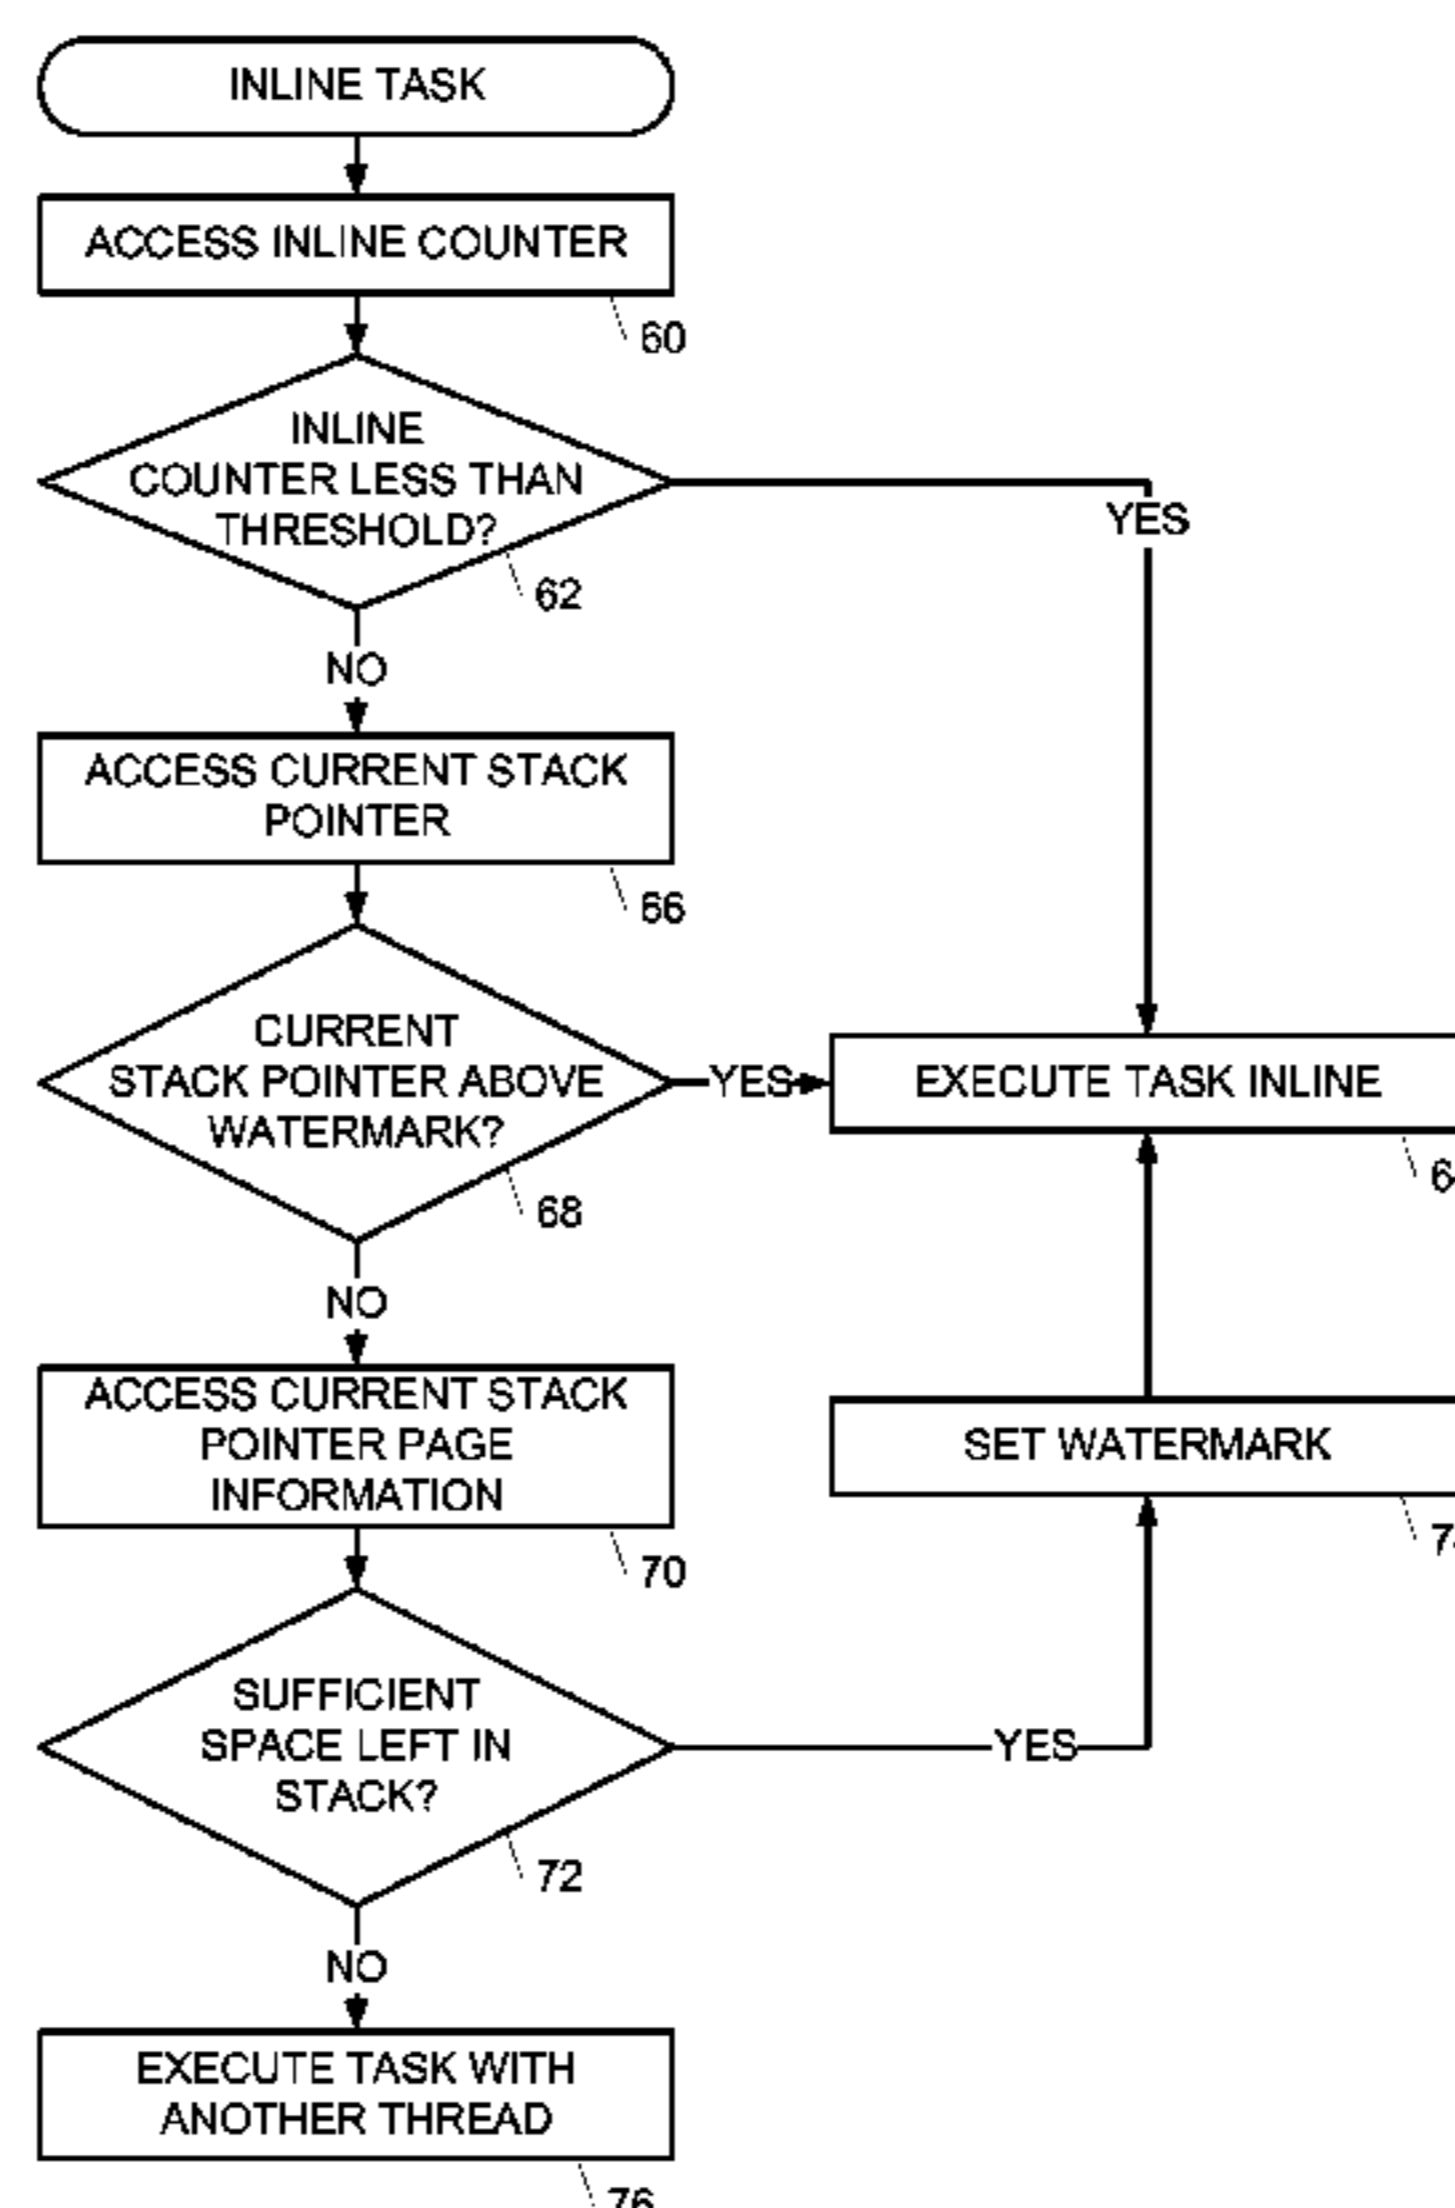 INLINE TASK
ACCESS INLINE COUNTER
60
INLINE
COUNTER LESS THAN
THRESHOLD?
YES
62
NO
ACCESS CURRENT STACK
POINTER
66
CURRENT
STACK POINTER ABOVE
WATERMARK?
YES
EXECUTE TASK INLINE
68
NO
ACCESS CURRENT STACK
POINTER PAGE
INFORMATION
SET WATERMARK
70
SUFFICIENT
SPACE LEFT IN
STACK?
YES
72
NO
EXECUTE TASK WITH
ANOTHER THREAD
76